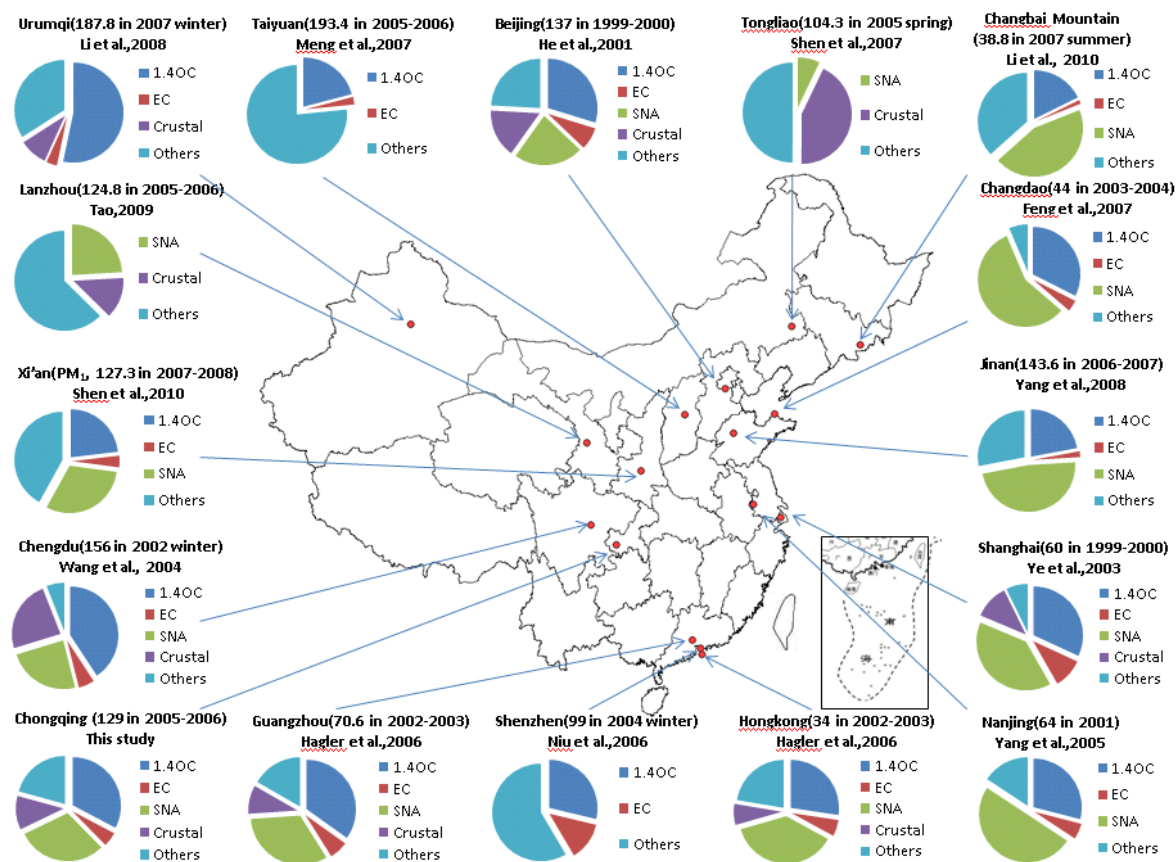 Urumqi(187.8 in 2007 winter)
Li et al.,2008
1.4OC
EC
Crustal
Others
Taiyuan(193.4 in 2005-2006)
Meng et al.,2007
1.4OC
EC
Others
Beijing(137 in 1999-2000)
He et al.,2001
1.4OC
EC
SNA
Crustal
Others
Tongliao(104.3 in 2005 spring)
Shen et al.,2007
SNA
Crustal
Others
Changbai Mountain
(38.8 in 2007 summer)
Li et al., 2010
1.4OC
EC
SNA
Others
Lanzhou(124.8 in 2005-2006)
Tao,2009
SNA
Crustal
Others
Changdao(44 in 2003-2004)
Feng et al.,2007
1.4OC
EC
SNA
Others
Xi'an(PM₁, 127.3 in 2007-2008)
Shen et al.,2010
1.4OC
EC
SNA
Others
Jinan(143.6 in 2006-2007)
Yang et al.,2008
1.4OC
EC
SNA
Others
Chengdu(156 in 2002 winter)
Wang et al., 2004
1.4OC
EC
SNA
Crustal
Others
Shanghai(60 in 1999-2000)
Ye et al.,2003
1.4OC
EC
SNA
Crustal
Others
Chongqing (129 in 2005-2006)
This study
1.4OC
EC
SNA
Crustal
Others
Guangzhou(70.6 in 2002-2003)
Hagler et al.,2006
1.4OC
EC
SNA
Crustal
Others
Shenzhen(99 in 2004 winter)
Niu et al.,2006
1.4OC
EC
Others
Hongkong(34 in 2002-2003)
Hagler et al.,2006
1.4OC
EC
SNA
Crustal
Others
Nanjing(64 in 2001)
Yang et al.,2005
1.4OC
EC
SNA
Others